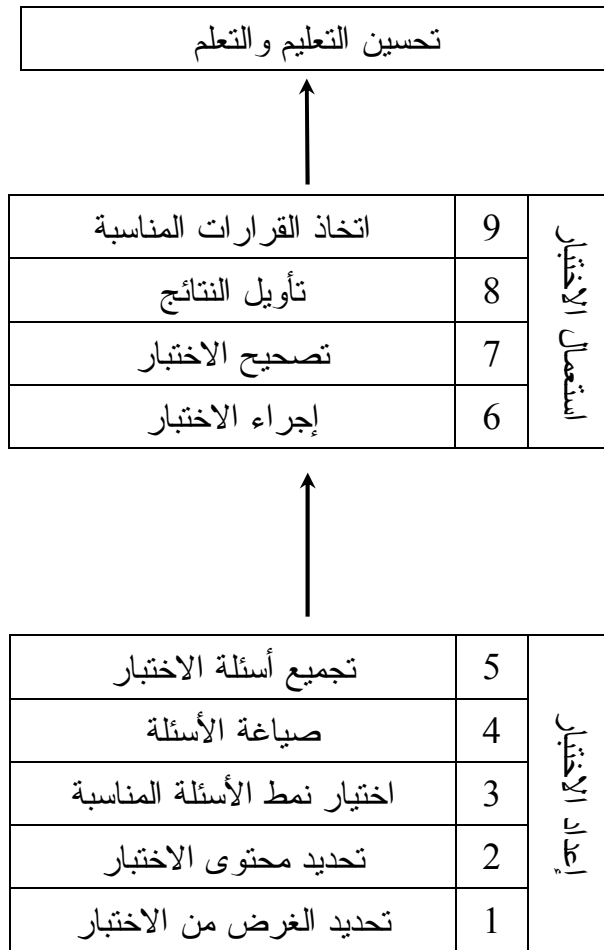 تحسين التعليم والتعلم
استعمال الاختبار
9 اتخاذ القرارات المناسبة
8 تأويل النتائج
7 تصحيح الاختبار
6 إجراء الاختبار
إعداد الاختبار
5 تجميع أسئلة الاختبار
4 صياغة الأسئلة
3 اختيار نمط الأسئلة المناسبة
2 تحديد محتوى الاختبار
1 تحديد الغرض من الاختبار